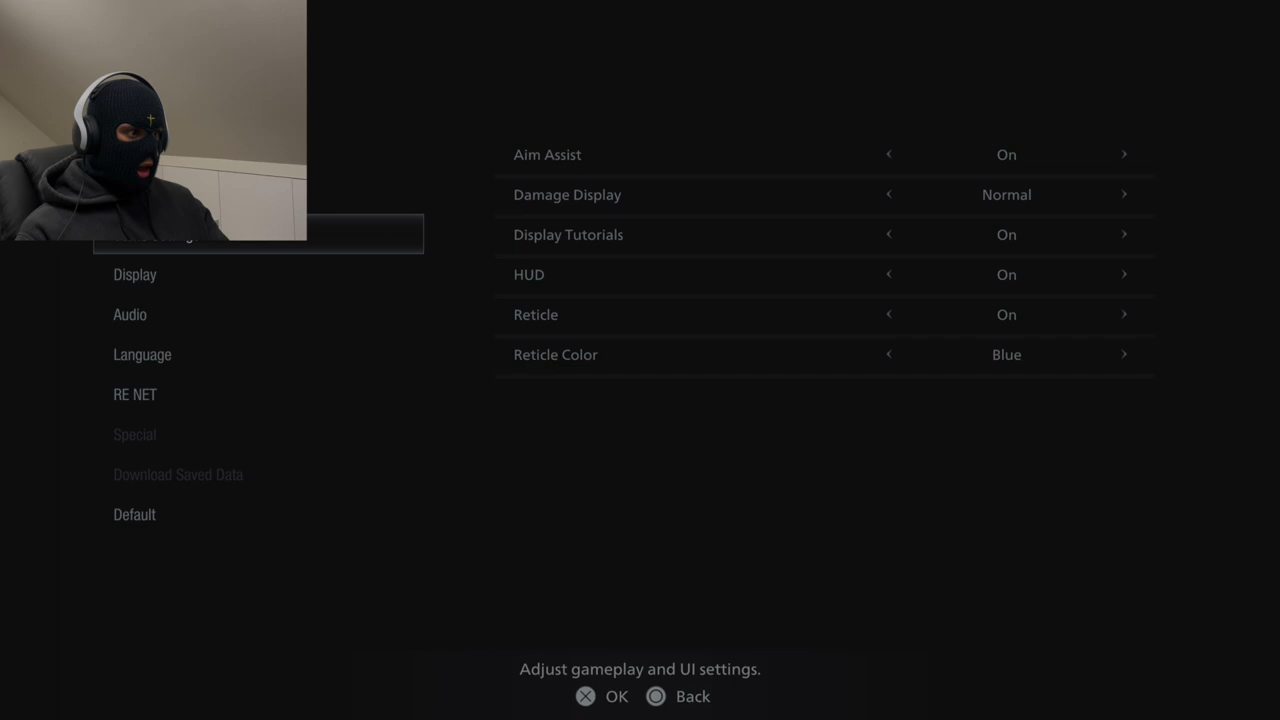 Aim Assist On
Damage Display Normal
Display Tutorials On
HUD On
Reticle On
Reticle Color Blue
Display
Audio
Language
RE NET
Special
Download Saved Data
Default
Adjust gameplay and UI settings.
OK Back